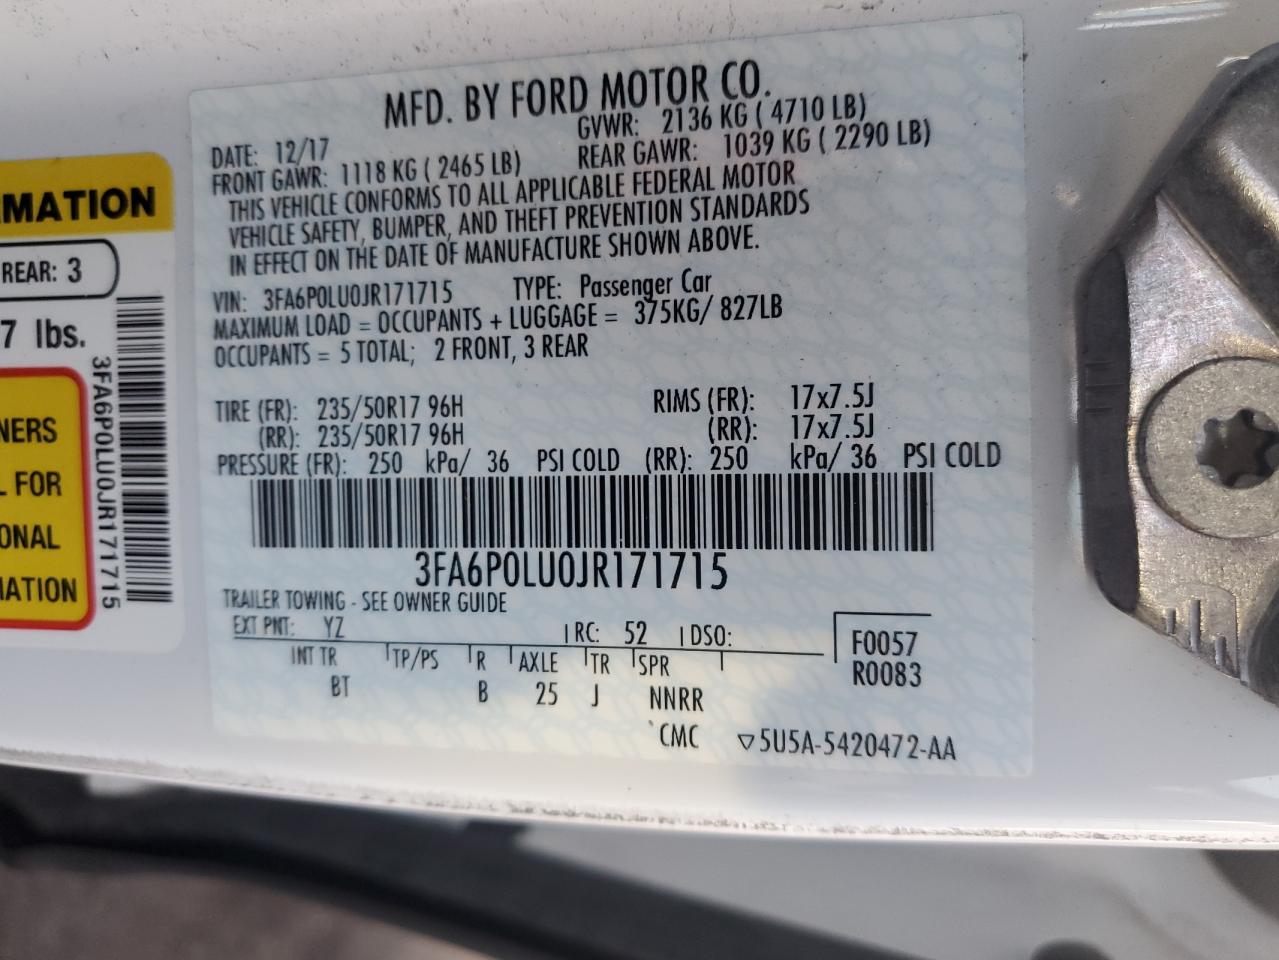 MFD. BY FORD MOTOR CO.
DATE: 12/17 GVWR: 2136 KG ( 4710 LB)
FRONT GAWR: 1118 KG ( 2465 LB) REAR GAWR: 1039 KG ( 2290 LB)
THIS VEHICLE CONFORMS TO ALL APPLICABLE FEDERAL MOTOR
VEHICLE SAFETY, BUMPER, AND THEFT PREVENTION STANDARDS
IN EFFECT ON THE DATE OF MANUFACTURE SHOWN ABOVE.
VIN: 3FA6P0LU0JR171715 TYPE: Passenger Car
MAXIMUM LOAD = OCCUPANTS + LUGGAGE = 375KG/ 827LB
OCCUPANTS = 5 TOTAL; 2 FRONT, 3 REAR
TIRE (FR): 235/50R17 96H RIMS (FR): 17x7.5J
(RR): 235/50R17 96H (RR): 17x7.5J
PRESSURE (FR): 250 kPa/ 36 PSI COLD (RR): 250 kPa/ 36 PSI COLD
3FA6P0LU0JR171715
TRAILER TOWING - SEE OWNER GUIDE
EXT PNT: YZ RC: 52 DSO:
INT TR TP/PS R AXLE TR SPR
BT B 25 J NNRR
F0057
R0083
CMC ▽5U5A-5420472-AA
MATION
REAR: 3
7 lbs.
3FA6P0LU0JR171715
NERS
L FOR
ONAL
MATION